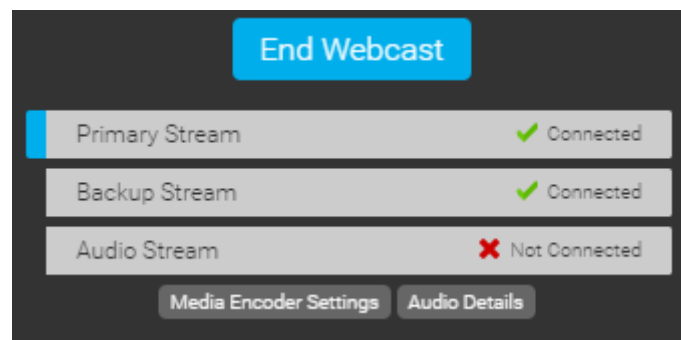 End Webcast
Primary Stream Connected
Backup Stream Connected
Audio Stream Not Connected
Media Encoder Settings Audio Details